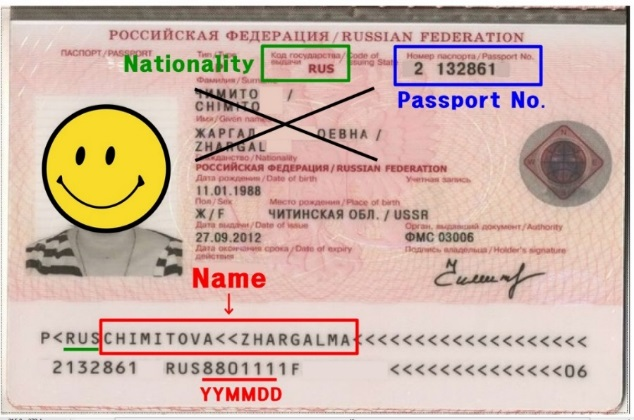 РОССИЙСКАЯ ФЕДЕРАЦИЯ / RUSSIAN FEDERATION
ПАСПОРТ / PASSPORT
Тип / Type
Код государства / Code of
выдачи issuing State
Номер паспорта / Passport No.
Nationality
RUS
2 132861
Passport No.
Фамилия / Surname
ЧИМИТО /
CHIMITO
Имя / Given names
ЖАРГАЛ ОЕВНА /
ZHARGAL
Гражданство / Nationality
РОССИЙСКАЯ ФЕДЕРАЦИЯ / RUSSIAN FEDERATION
Дата рождения / Date of birth
Учетная запись
11.01.1988
Пол / Sex
Место рождения / Place of birth
Ж / F
ЧИТИНСКАЯ ОБЛ. / USSR
Дата выдачи / Date of issue
Орган, выдавший документ / Authority
27.09.2012
ФМС 03006
Дата окончания срока / Date of expiry
действия
Подпись владельца / Holder's signature
Name
P<RUSCHIMITOVA<<ZHARGALMA<<<<<<<<<<<<<<<<<<<
2132861 RUS8801111F <<<<<<<<<<<<<<06
YYMMDD